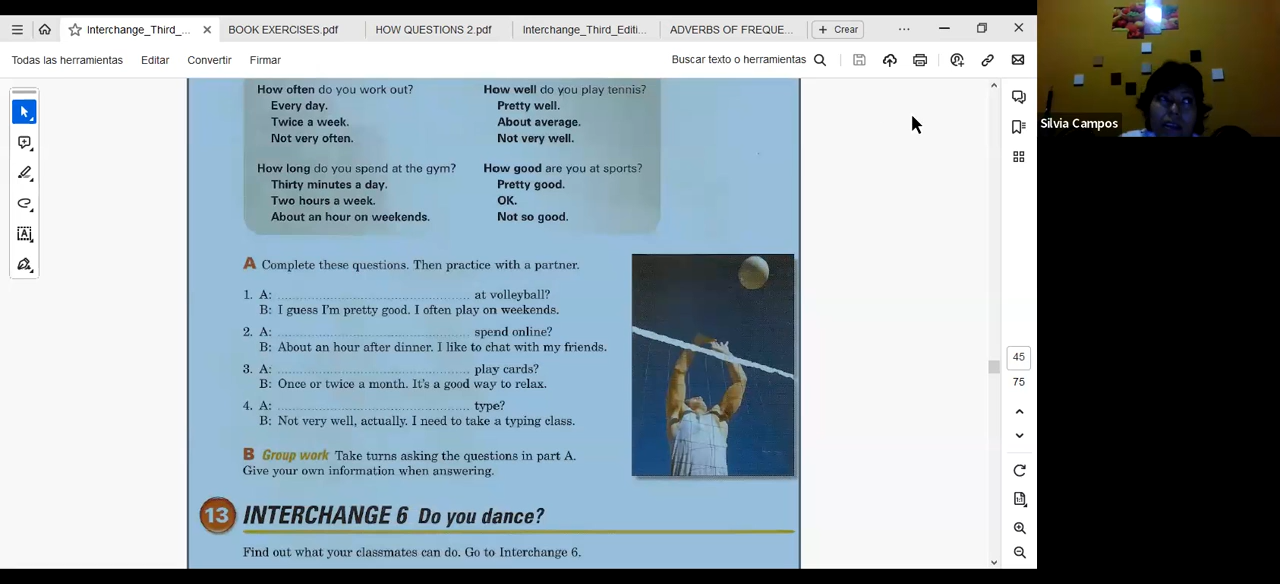 Interchange_Third_...
BOOK EXERCISES.pdf
HOW QUESTIONS 2.pdf
Interchange_Third_Editi...
ADVERBS OF FREQUE...
Crear
Todas las herramientas
Editar
Convertir
Firmar
Buscar texto o herramientas
Silvia Campos
How often do you work out?
Every day.
Twice a week.
Not very often.
How long do you spend at the gym?
Thirty minutes a day.
Two hours a week.
About an hour on weekends.
How well do you play tennis?
Pretty well.
About average.
Not very well.
How good are you at sports?
Pretty good.
OK.
Not so good.
A Complete these questions. Then practice with a partner.
1. A: ................................................ at volleyball?
B: I guess I'm pretty good. I often play on weekends.
2. A: ................................................ spend online?
B: About an hour after dinner. I like to chat with my friends.
3. A: ................................................ play cards?
B: Once or twice a month. It's a good way to relax.
4. A: ................................................ type?
B: Not very well, actually. I need to take a typing class.
B Group work Take turns asking the questions in part A.
Give your own information when answering.
13 INTERCHANGE 6 Do you dance?
Find out what your classmates can do. Go to Interchange 6.
45
75